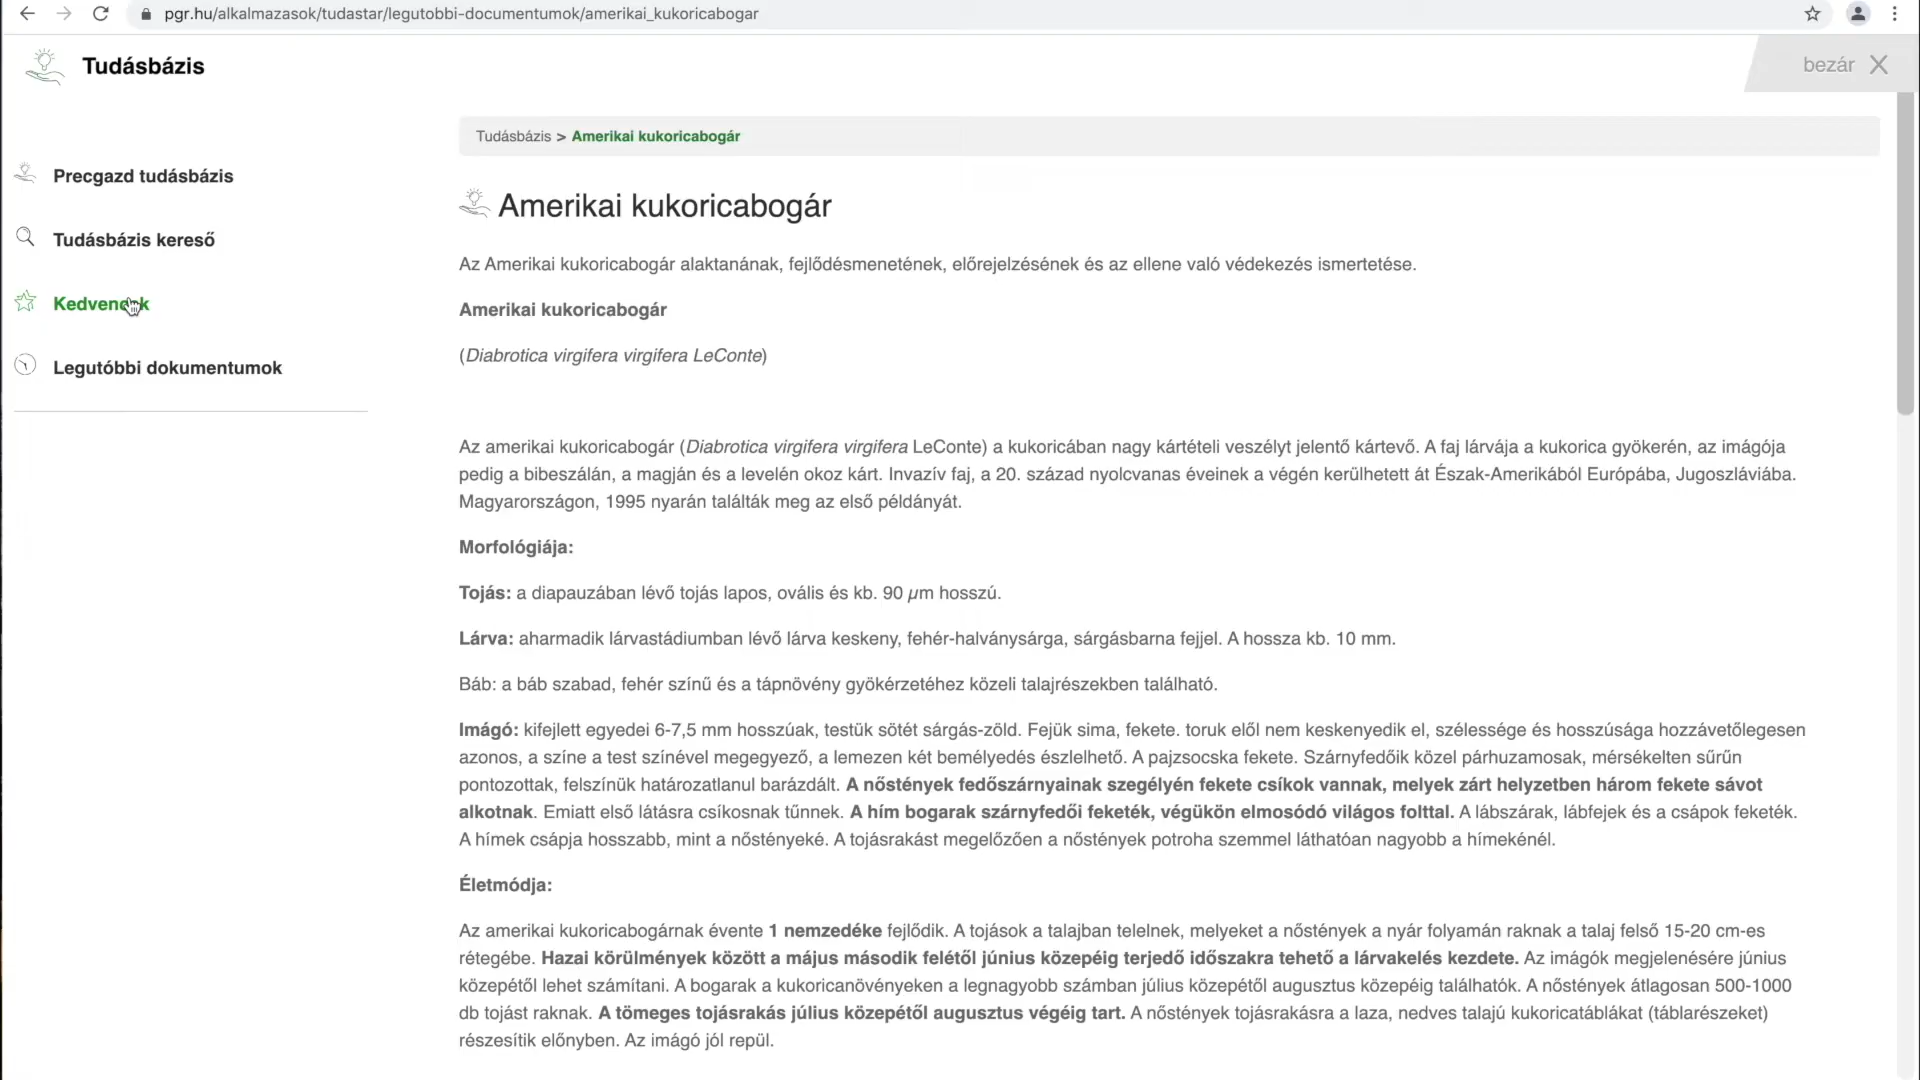 pgr.hu/alkalmazasok/tudastar/legutobbi-documentumok/amerikai_kukoricabogar
Tudásbázis
bezár
Tudásbázis > Amerikai kukoricabogár
Precgazd tudásbázis
Tudásbázis kereső
Kedvencek
Legutóbbi dokumentumok
Amerikai kukoricabogár
Az Amerikai kukoricabogár alaktanának, fejlődésmenetének, előrejelzésének és az ellene való védekezés ismertetése.
Amerikai kukoricabogár
(Diabrotica virgifera virgifera LeConte)
Az amerikai kukoricabogár (Diabrotica virgifera virgifera LeConte) a kukoricában nagy kártételi veszélyt jelentő kártevő. A faj lárvája a kukorica gyökerén, az imágója
pedig a bibeszálán, a magján és a levelén okoz kárt. Invazív faj, a 20. század nyolcvanas éveinek a végén kerülhetett át Észak-Amerikából Európába, Jugoszláviába.
Magyarországon, 1995 nyarán találták meg az első példányát.
Morfológiája:
Tojás: a diapauzában lévő tojás lapos, ovális és kb. 90 µm hosszú.
Lárva: aharmadik lárvastádiumban lévő lárva keskeny, fehér-halványsárga, sárgásbarna fejjel. A hossza kb. 10 mm.
Báb: a báb szabad, fehér színű és a tápnövény gyökérzetéhez közeli talajrészekben található.
Imágó: kifejlett egyedei 6-7,5 mm hosszúak, testük sötét sárgás-zöld. Fejük sima, fekete. toruk elől nem keskenyedik el, szélessége és hosszúsága hozzávetőlegesen
azonos, a színe a test színével megegyező, a lemezen két bemélyedés észlelhető. A pajzsocska fekete. Szárnyfedőik közel párhuzamosak, mérsékelten sűrűn
pontozottak, felszínük határozatlanul barázdált. A nőstények fedőszárnyainak szegélyén fekete csíkok vannak, melyek zárt helyzetben három fekete sávot
alkotnak. Emiatt első látásra csíkosnak tűnnek. A hím bogarak szárnyfedői feketék, végükön elmosódó világos folttal. A lábszárak, lábfejek és a csápok feketék.
A hímek csápja hosszabb, mint a nőstényeké. A tojásrakást megelőzően a nőstények potroha szemmel láthatóan nagyobb a hímekénél.
Életmódja:
Az amerikai kukoricabogárnak évente 1 nemzedéke fejlődik. A tojások a talajban telelnek, melyeket a nőstények a nyár folyamán raknak a talaj felső 15-20 cm-es
rétegébe. Hazai körülmények között a május második felétől június közepéig terjedő időszakra tehető a lárvakelés kezdete. Az imágók megjelenésére június
közepétől lehet számítani. A bogarak a kukoricanövényeken a legnagyobb számban július közepétől augusztus közepéig találhatók. A nőstények átlagosan 500-1000
db tojást raknak. A tömeges tojásrakás július közepétől augusztus végéig tart. A nőstények tojásrakásra a laza, nedves talajú kukoricatáblákat (táblarészeket)
részesítik előnyben. Az imágó jól repül.